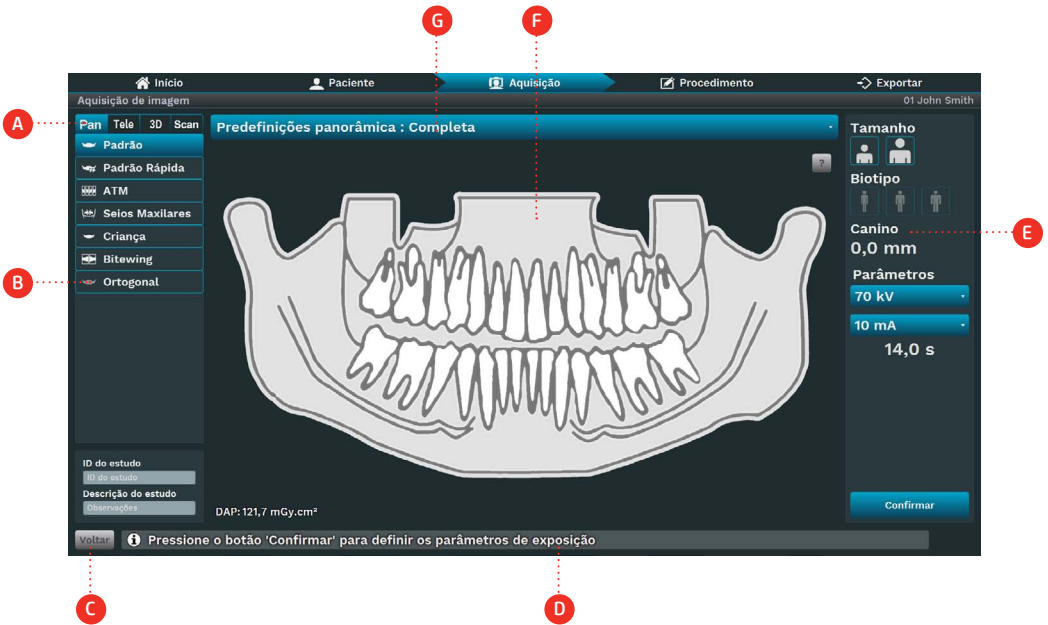 G
F
Início
Paciente
Aquisição
Procedimento
Exportar
Aquisição de imagem
01 John Smith
A
Pan Tele 3D Scan
Predefinições panorâmica : Completa
Tamanho
Padrão
Padrão Rápida
?
ATM
Biotipo
Seios Maxilares
Criança
Canino
E
0,0 mm
Bitewing
B
Ortogonal
Parâmetros
70 kV
10 mA
14,0 s
ID do estudo
ID do estudo
Descrição do estudo
Observações
DAP: 121,7 mGy.cm²
Confirmar
Voltar
Pressione o botão 'Confirmar' para definir os parâmetros de exposição
C
D